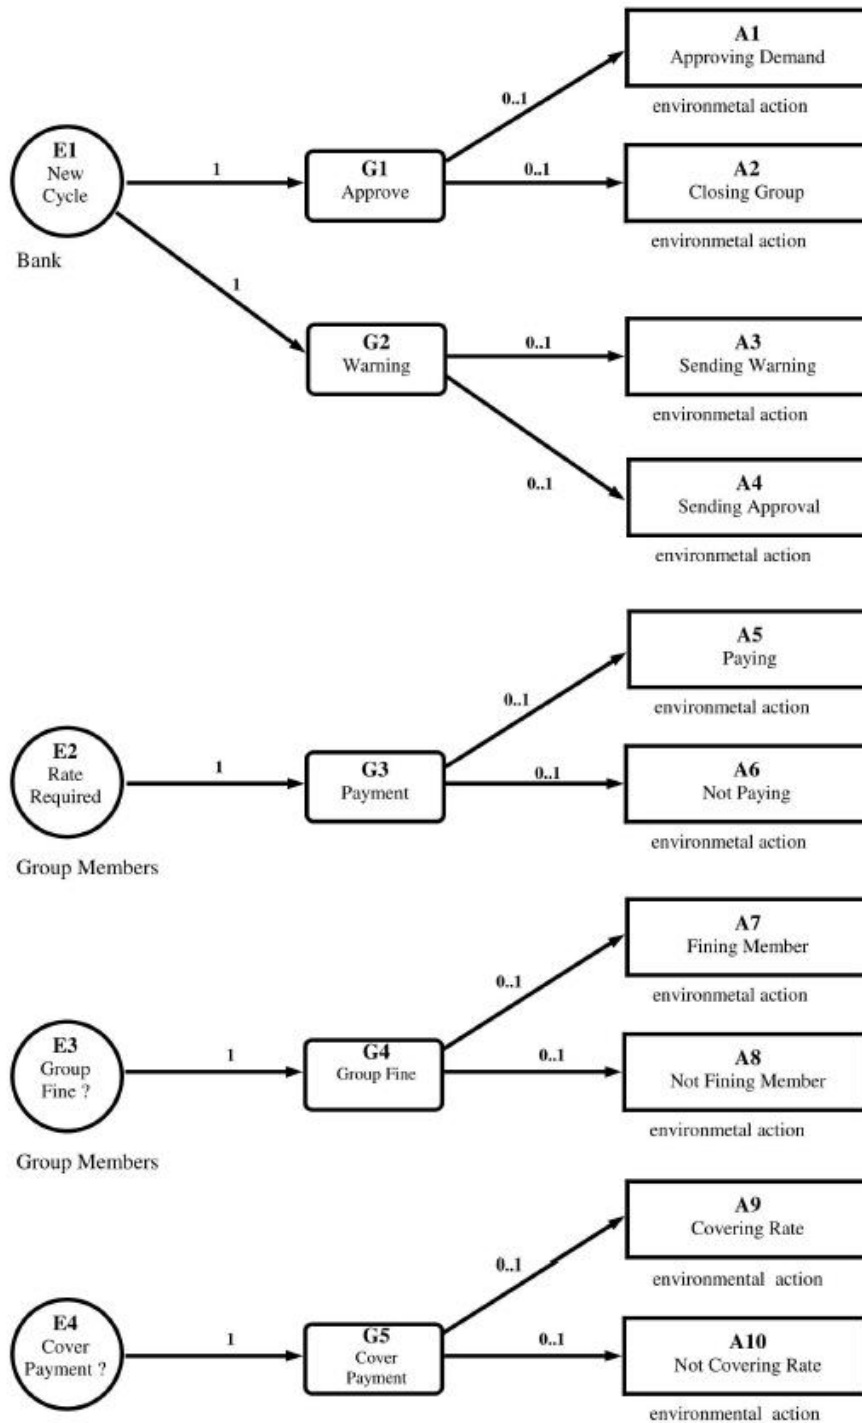 A1
Approving Demand
environmetal action
0..1
E1
New
Cycle
Bank
1
G1
Approve
0..1
A2
Closing Group
environmetal action
1
G2
Warning
0..1
A3
Sending Warning
environmetal action
0..1
A4
Sending Approval
environmetal action
A5
Paying
environmetal action
0..1
E2
Rate
Required
Group Members
1
G3
Payment
0..1
A6
Not Paying
environmetal action
A7
Fining Member
environmetal action
0..1
E3
Group
Fine ?
Group Members
1
G4
Group Fine
0..1
A8
Not Fining Member
environmetal action
A9
Covering Rate
environmental action
0..1
E4
Cover
Payment ?
1
G5
Cover
Payment
0..1
A10
Not Covering Rate
environmental action